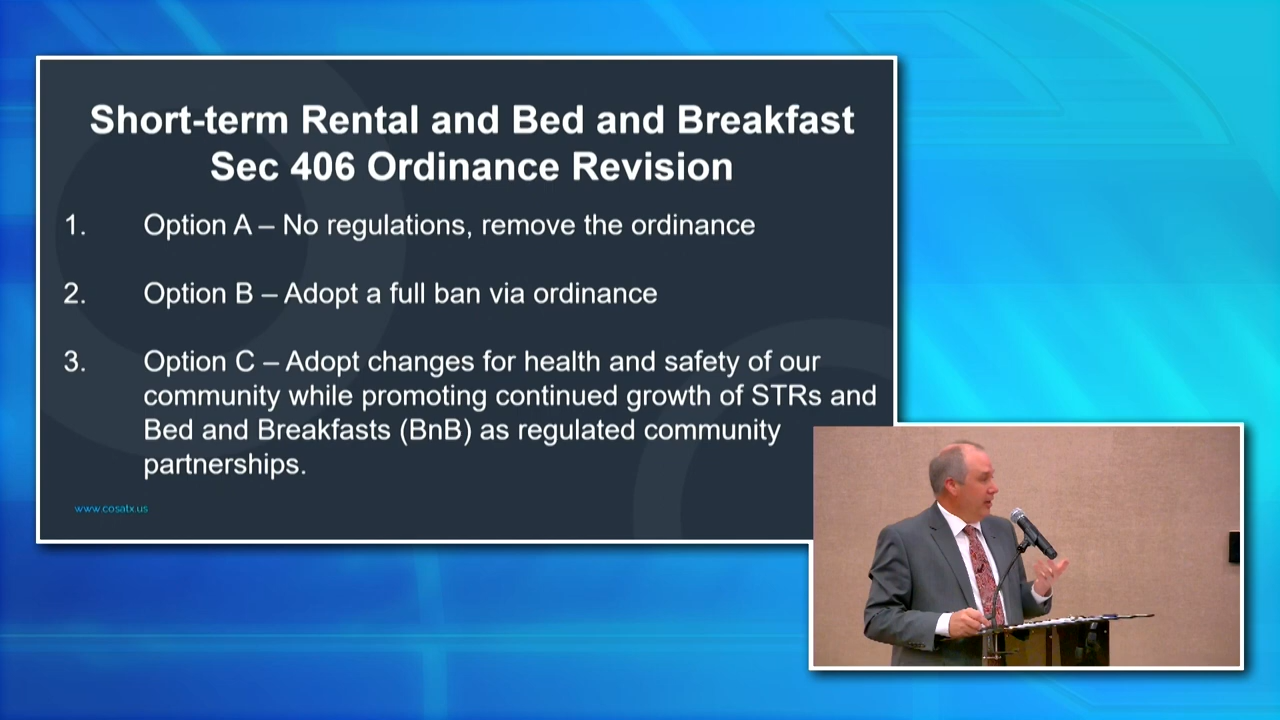 Short-term Rental and Bed and Breakfast
Sec 406 Ordinance Revision
1. Option A – No regulations, remove the ordinance
2. Option B – Adopt a full ban via ordinance
3. Option C – Adopt changes for health and safety of our
community while promoting continued growth of STRs and
Bed and Breakfasts (BnB) as regulated community
partnerships.
www.cosatx.us